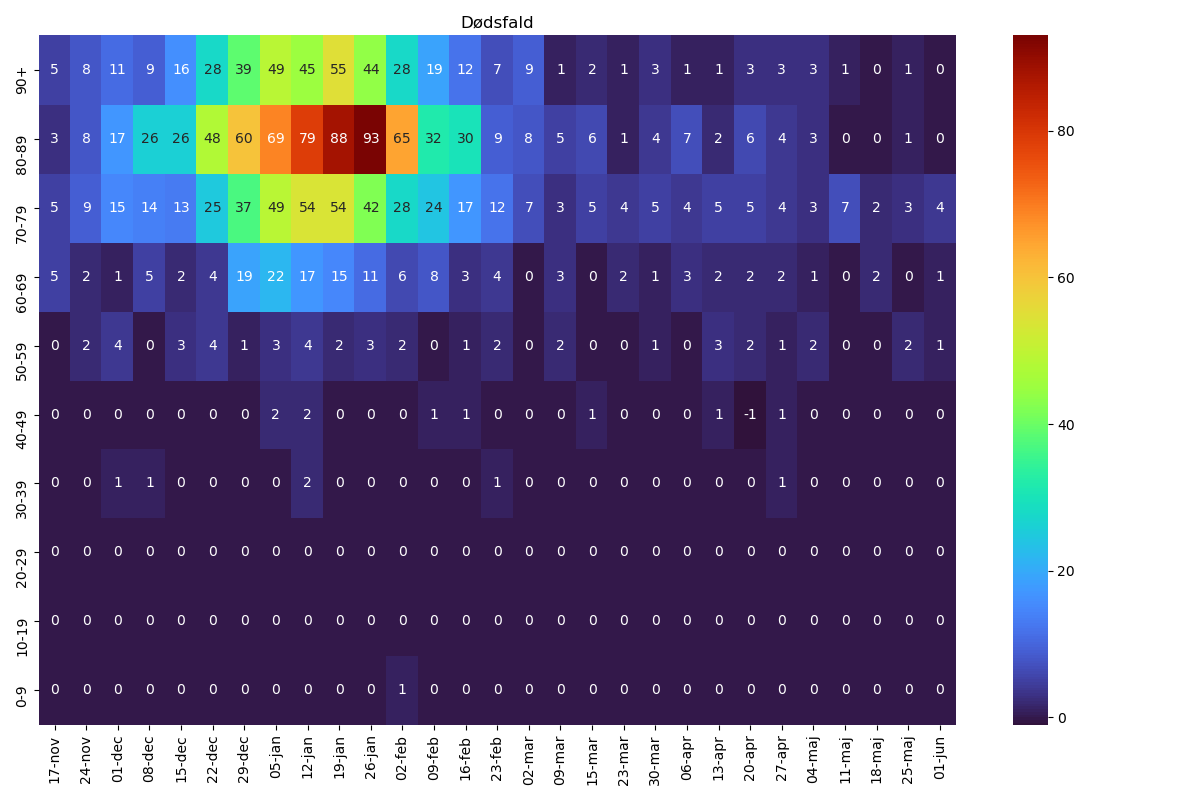 Dødsfald
90+ 5 8 11 9 16 28 39 49 45 55 44 28 19 12 7 9 1 2 1 3 1 1 3 3 3 1 0 1 0
80-89 3 8 17 26 26 48 60 69 79 88 93 65 32 30 9 8 5 6 1 4 7 2 6 4 3 0 0 1 0
70-79 5 9 15 14 13 25 37 49 54 54 42 28 24 17 12 7 3 5 4 5 4 5 5 4 3 7 2 3 4
60-69 5 2 1 5 2 4 19 22 17 15 11 6 8 3 4 0 3 0 2 1 3 2 2 2 1 0 2 0 1
50-59 0 2 4 0 3 4 1 3 4 2 3 2 0 1 2 0 2 0 0 1 0 3 2 1 2 0 0 2 1
40-49 0 0 0 0 0 0 0 2 2 0 0 0 1 1 0 0 0 1 0 0 0 1 -1 1 0 0 0 0 0
30-39 0 0 1 1 0 0 0 0 2 0 0 0 0 0 1 0 0 0 0 0 0 0 0 1 0 0 0 0 0
20-29 0 0 0 0 0 0 0 0 0 0 0 0 0 0 0 0 0 0 0 0 0 0 0 0 0 0 0 0 0
10-19 0 0 0 0 0 0 0 0 0 0 0 0 0 0 0 0 0 0 0 0 0 0 0 0 0 0 0 0 0
0-9 0 0 0 0 0 0 0 0 0 0 0 1 0 0 0 0 0 0 0 0 0 0 0 0 0 0 0 0 0
17-nov 24-nov 01-dec 08-dec 15-dec 22-dec 29-dec 05-jan 12-jan 19-jan 26-jan 02-feb 09-feb 16-feb 23-feb 02-mar 09-mar 15-mar 23-mar 30-mar 06-apr 13-apr 20-apr 27-apr 04-maj 11-maj 18-maj 25-maj 01-jun
80
60
40
20
0